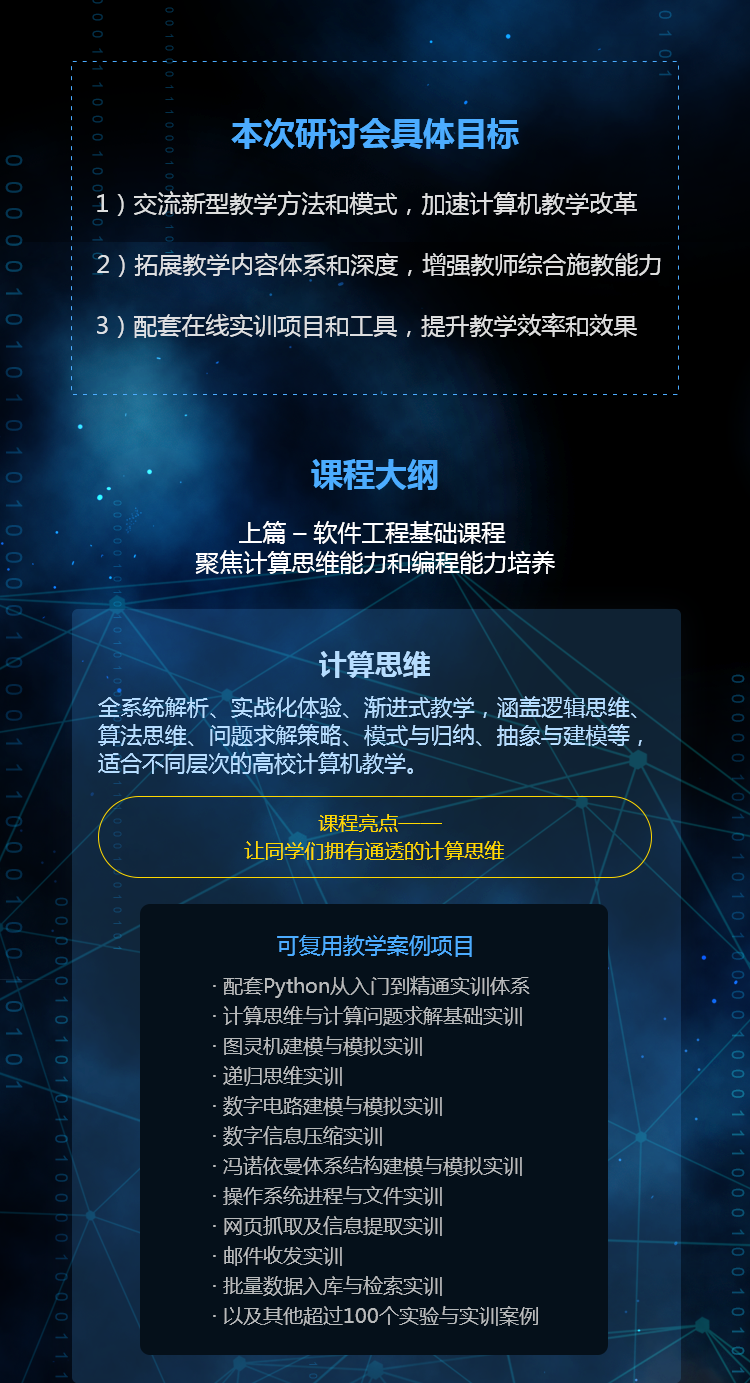 本次研讨会具体目标
1）交流新型教学方法和模式，加速计算机教学改革
2）拓展教学内容体系和深度，增强教师综合施教能力
3）配套在线实训项目和工具，提升教学效率和效果
课程大纲
上篇 – 软件工程基础课程
聚焦计算思维能力和编程能力培养
计算思维
全系统解析、实战化体验、渐进式教学，涵盖逻辑思维、
算法思维、问题求解策略、模式与归纳、抽象与建模等，
适合不同层次的高校计算机教学。
课程亮点——
让同学们拥有通透的计算思维
可复用教学案例项目
· 配套Python从入门到精通实训体系
· 计算思维与计算问题求解基础实训
· 图灵机建模与模拟实训
· 递归思维实训
· 数字电路建模与模拟实训
· 数字信息压缩实训
· 冯诺依曼体系结构建模与模拟实训
· 操作系统进程与文件实训
· 网页抓取及信息提取实训
· 邮件收发实训
· 批量数据入库与检索实训
· 以及其他超过100个实验与实训案例